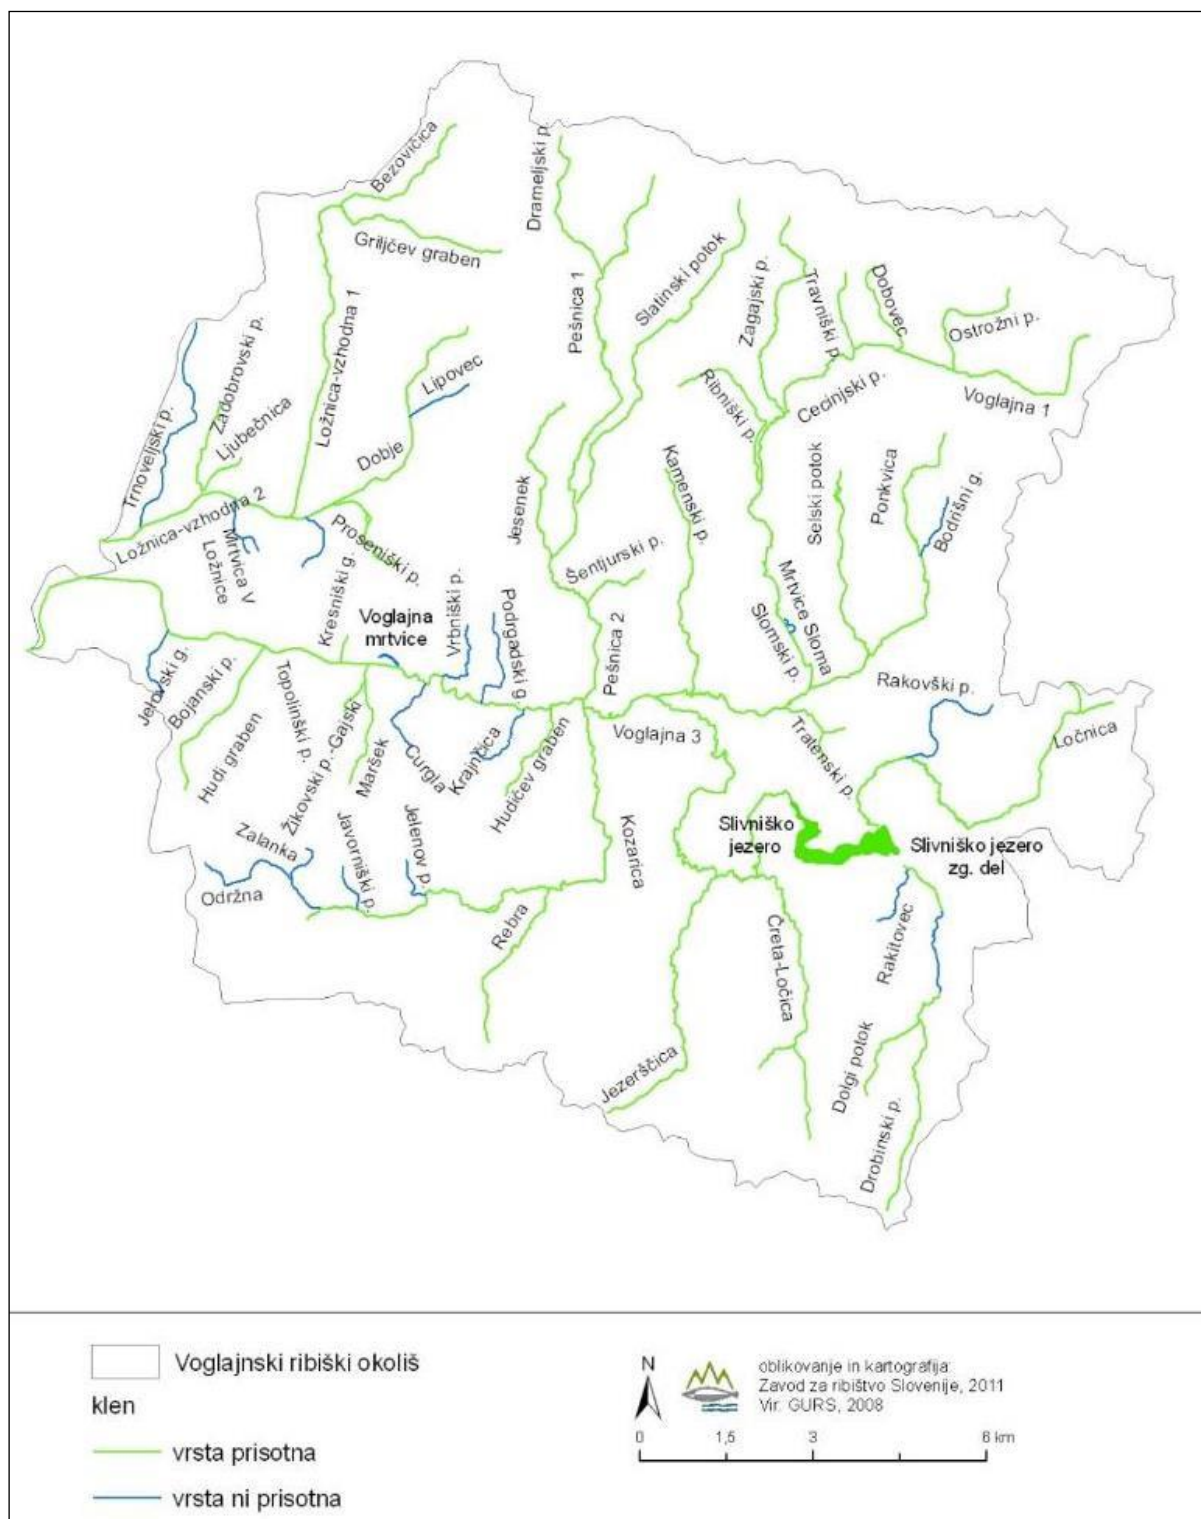 Bezovičica
Drameljski p.
Griljčev graben
Ložnica-vzhodna 1
Pešnica 1
Slatinski potok
Zagajski p.
Travniški p.
Dobovec
Ostrožni p.
Voglajna 1
Cecinjski p.
Ribniški p.
Trnoveljski p.
Zadobrovski p.
Ljubečnica
Lipovec
Dobje
Jesenek
Kamenski p.
Selski potok
Ponkvica
Bodrišni g.
Ložnica-vzhodna 2
Mrtvica V
Ložnice
Proseniški p.
Kresniški g.
Voglajna
mrtvice
Vrbniški p.
Podrgadski g.
Šentjurski p.
Pešnica 2
Mrtvice Sloma
Slomski p.
Rakovški p.
Ločnica
Jelovski g.
Bojanski p.
Hudi graben
Topolinški p.
Žikovski p.-Gajski
Maršek
Curgla
Krajnčica
Hudičev graben
Voglajna 3
Tratenski p.
Kozarica
Slivniško
jezero
Slivniško jezero
zg. del
Zalanka
Javorniški p.
Jelenov p.
Održna
Rebra
Čreta-Ločica
Rakitovec
Jezerščica
Dolgi potok
Drobinski p.
Voglajnski ribiški okoliš
klen
vrsta prisotna
vrsta ni prisotna
N
oblikovanje in kartografija:
Zavod za ribištvo Slovenije, 2011
Vir: GURS, 2008
0 1,5 3 6 km